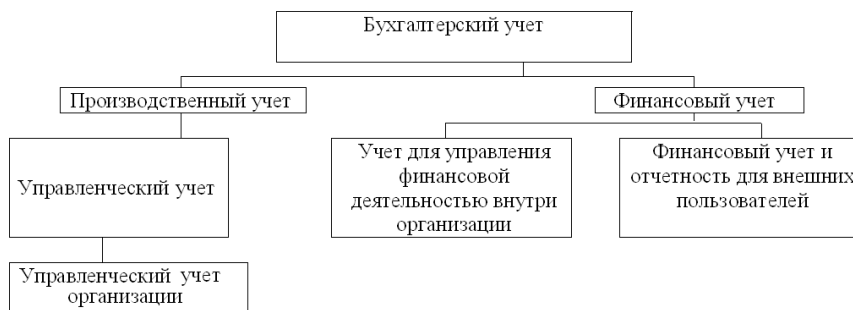 Бухгалтерский учет
Производственный учет
Финансовый учет
Управленческий учет
Учет для управления
финансовой
деятельностью внутри
организации
Финансовый учет и
отчетность для внешних
пользователей
Управленческий учет
организации